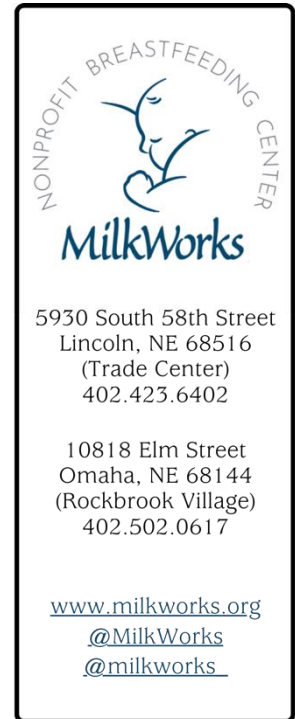 NONPROFIT BREASTFEEDING CENTER
MilkWorks
5930 South 58th Street
Lincoln, NE 68516
(Trade Center)
402.423.6402
10818 Elm Street
Omaha, NE 68144
(Rockbrook Village)
402.502.0617
www.milkworks.org
@MilkWorks
@milkworks_